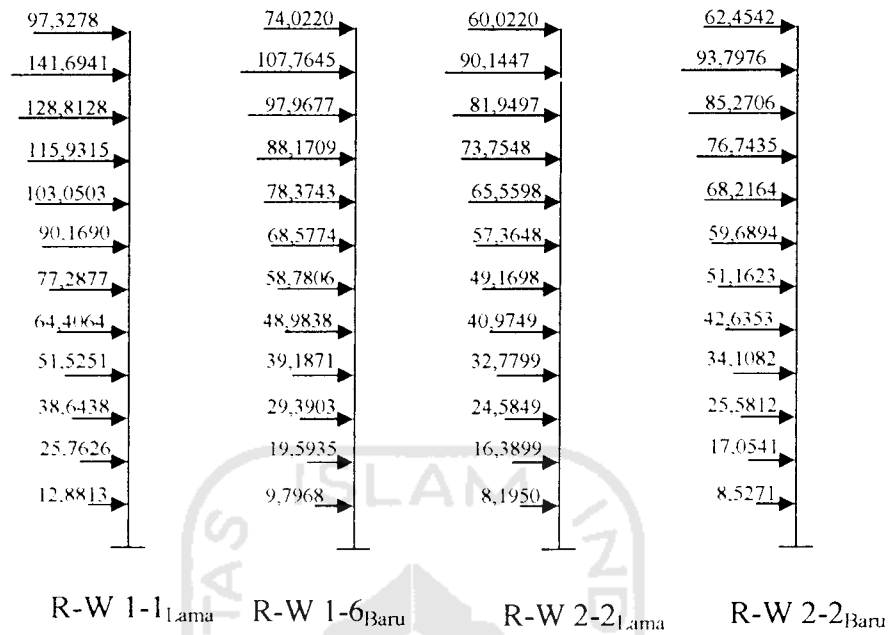 97,3278 74,0220 60,0220 62,4542
141,6941 107,7645 90,1447 93,7976
128,8128 97,9677 81,9497 85,2706
115,9315 88,1709 73,7548 76,7435
103,0503 78,3743 65,5598 68,2164
90,1690 68,5774 57,3648 59,6894
77,2877 58,7806 49,1698 51,1623
64,4064 48,9838 40,9749 42,6353
51,5251 39,1871 32,7799 34,1082
38,6438 29,3903 24,5849 25,5812
25,7626 19,5935 16,3899 17,0541
12,8813 9,7968 8,1950 8,5271
ISLAM
R-W 1-1Lama R-W 1-6Baru R-W 2-2Lama R-W 2-2Baru